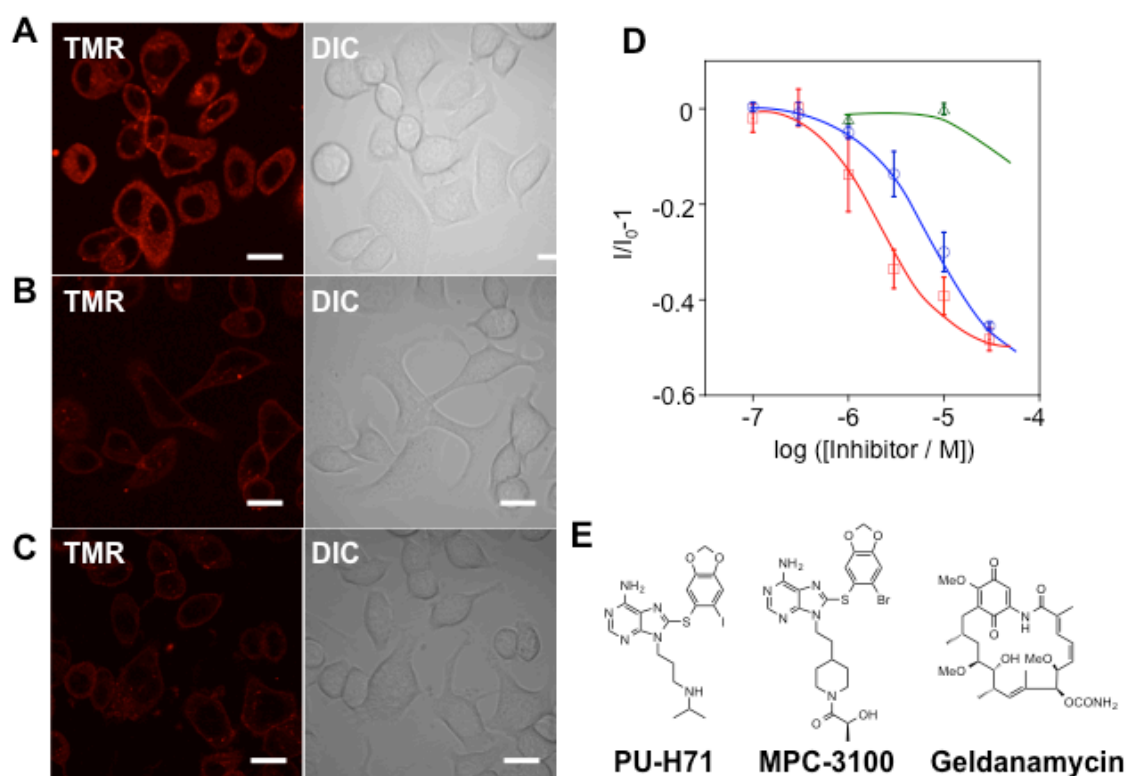 A
TMR
DIC
B
TMR
DIC
C
TMR
DIC
D
0
-0.2
-0.4
-0.6
I/I0-1
-7
-6
-5
-4
log ([Inhibitor / M])
E
NH2
N
N
N
N
S
I
O
O
NH
PU-H71
NH2
N
N
N
N
S
Br
O
O
N
O
OH
MPC-3100
O
MeO
O
N
H
O
MeO
OH
MeO
OCONH2
Geldanamycin